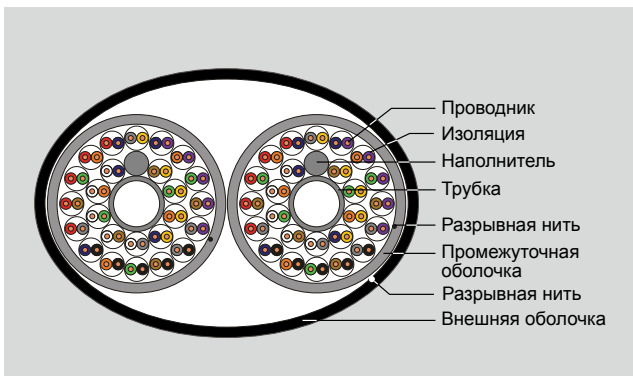 Проводник
Изоляция
Наполнитель
Трубка
Разрывная нить
Промежуточная
оболочка
Разрывная нить
Внешняя оболочка